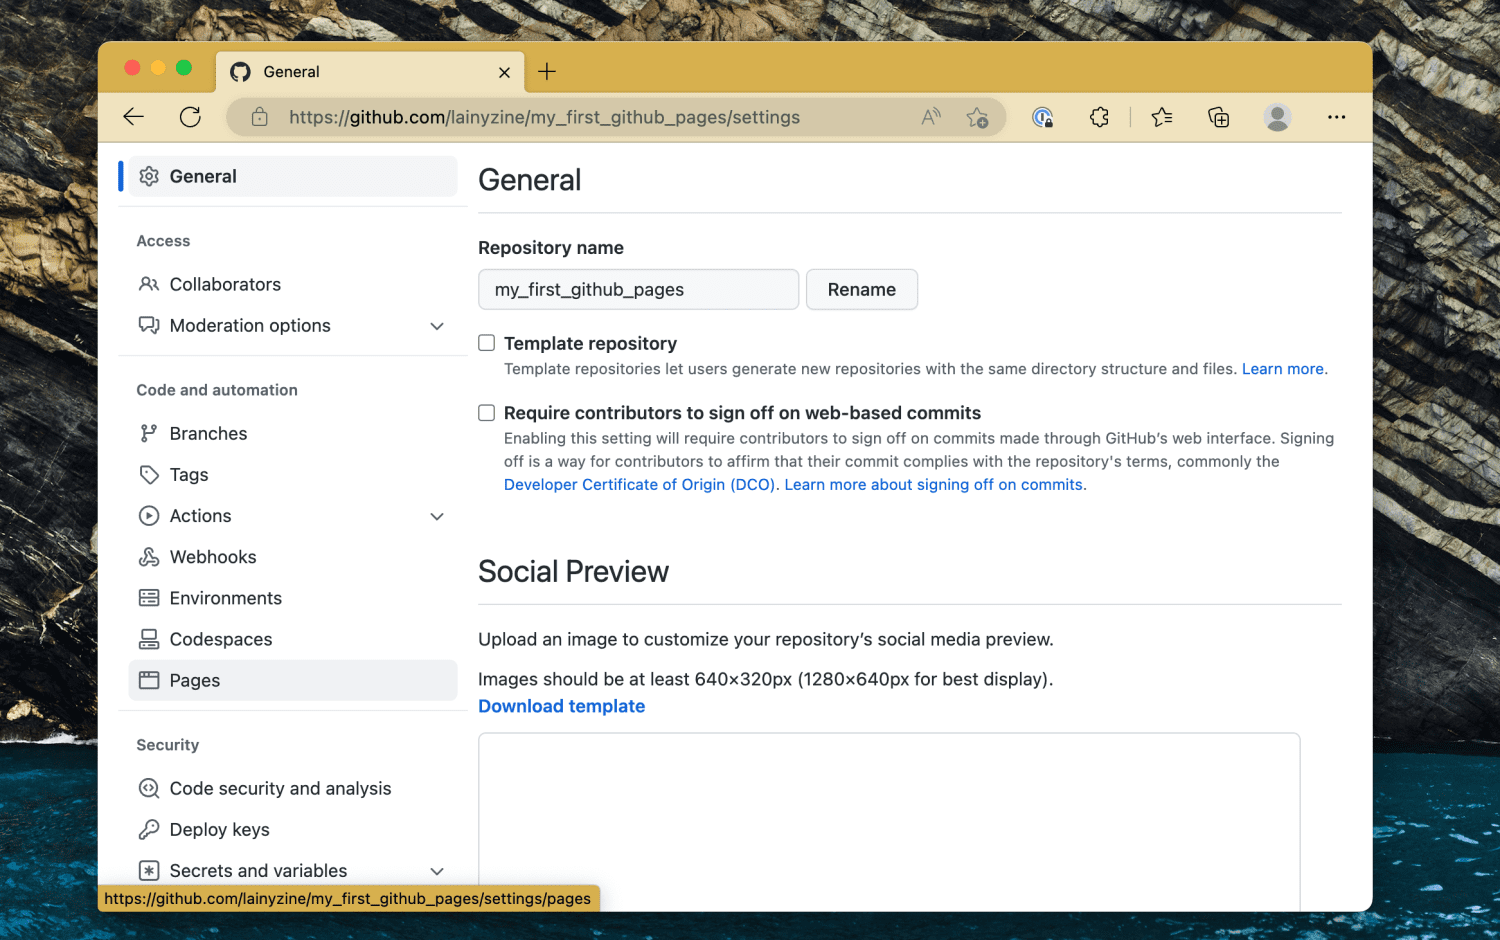 General
https://github.com/lainyzine/my_first_github_pages/settings
General
Access
Collaborators
Moderation options
Code and automation
Branches
Tags
Actions
Webhooks
Environments
Codespaces
Pages
Security
Code security and analysis
Deploy keys
Secrets and variables
General
Repository name
my_first_github_pages
Rename
Template repository
Template repositories let users generate new repositories with the same directory structure and files. Learn more.
Require contributors to sign off on web-based commits
Enabling this setting will require contributors to sign off on commits made through GitHub’s web interface. Signing
off is a way for contributors to affirm that their commit complies with the repository's terms, commonly the
Developer Certificate of Origin (DCO). Learn more about signing off on commits.
Social Preview
Upload an image to customize your repository’s social media preview.
Images should be at least 640×320px (1280×640px for best display).
Download template
https://github.com/lainyzine/my_first_github_pages/settings/pages